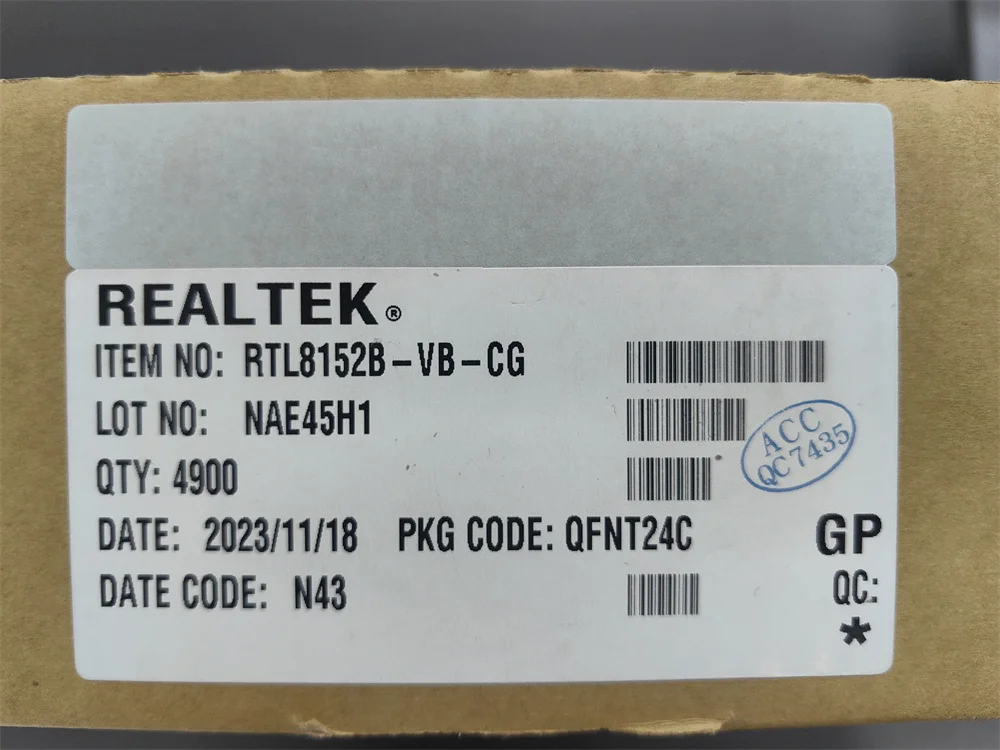 REALTEK®
ITEM NO: RTL8152B-VB-CG
LOT NO: NAE45H1
ACC
QC7435
QTY: 4900
DATE: 2023/11/18 PKG CODE: QFNT24C GP
DATE CODE: N43 QC:
*